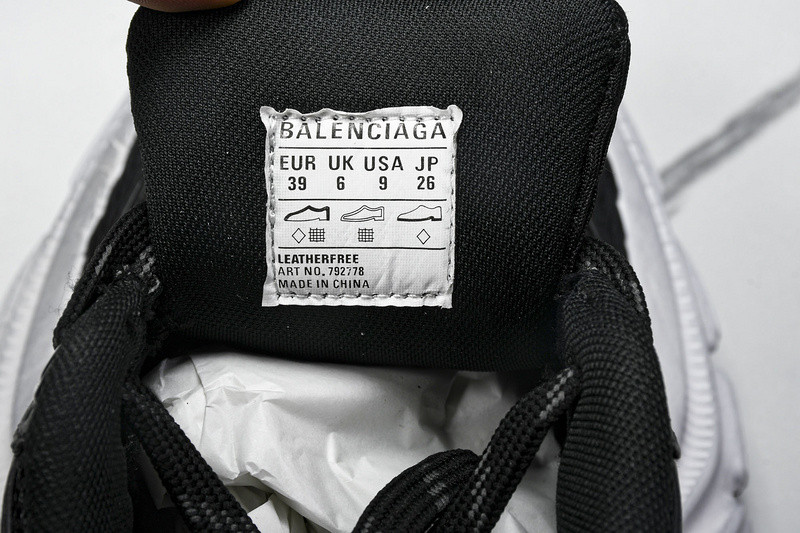 BALENCIAGA
EUR UK USA JP
39 6 9 26
LEATHERFREE
ART NO. 792778
MADE IN CHINA